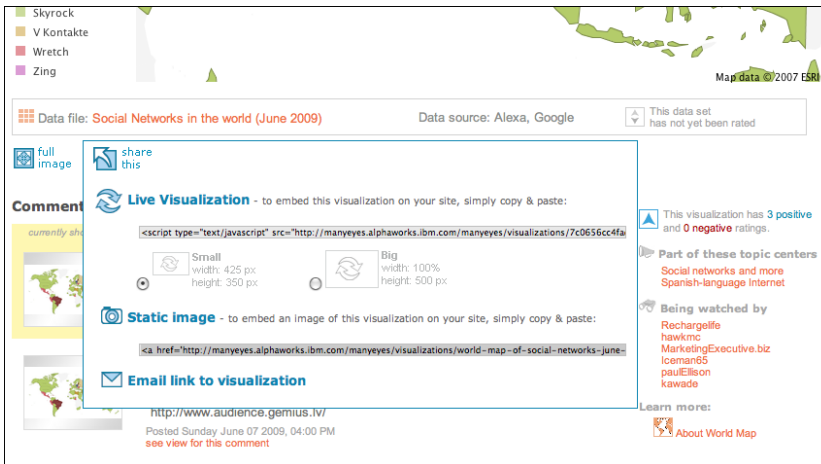 Skyrock
V Kontakte
Wretch
Zing
Map data © 2007 ESRI
Data file: Social Networks in the world (June 2009)
Data source: Alexa, Google
This data set
has not yet been rated
full
image
share
this
Comment
currently sho
Live Visualization - to embed this visualization on your site, simply copy & paste:
<script type="text/javascript" src="http://manyeyes.alphaworks.ibm.com/manyeyes/visualizations/7c0656cc4fa
Small
width: 425 px
height: 350 px
Big
width: 100%
height: 500 px
Static image - to embed an image of this visualization on your site, simply copy & paste:
<a href="http://manyeyes.alphaworks.ibm.com/manyeyes/visualizations/world-map-of-social-networks-june-
Email link to visualization
http://www.audience.gemius.lv/
Posted Sunday June 07 2009, 04:00 PM
see view for this comment
This visualization has 3 positive
and 0 negative ratings.
Part of these topic centers
Social networks and more
Spanish-language Internet
Being watched by
Rechargelife
hawkmc
MarketingExecutive.biz
Iceman65
paulEllison
kawade
Learn more:
About World Map